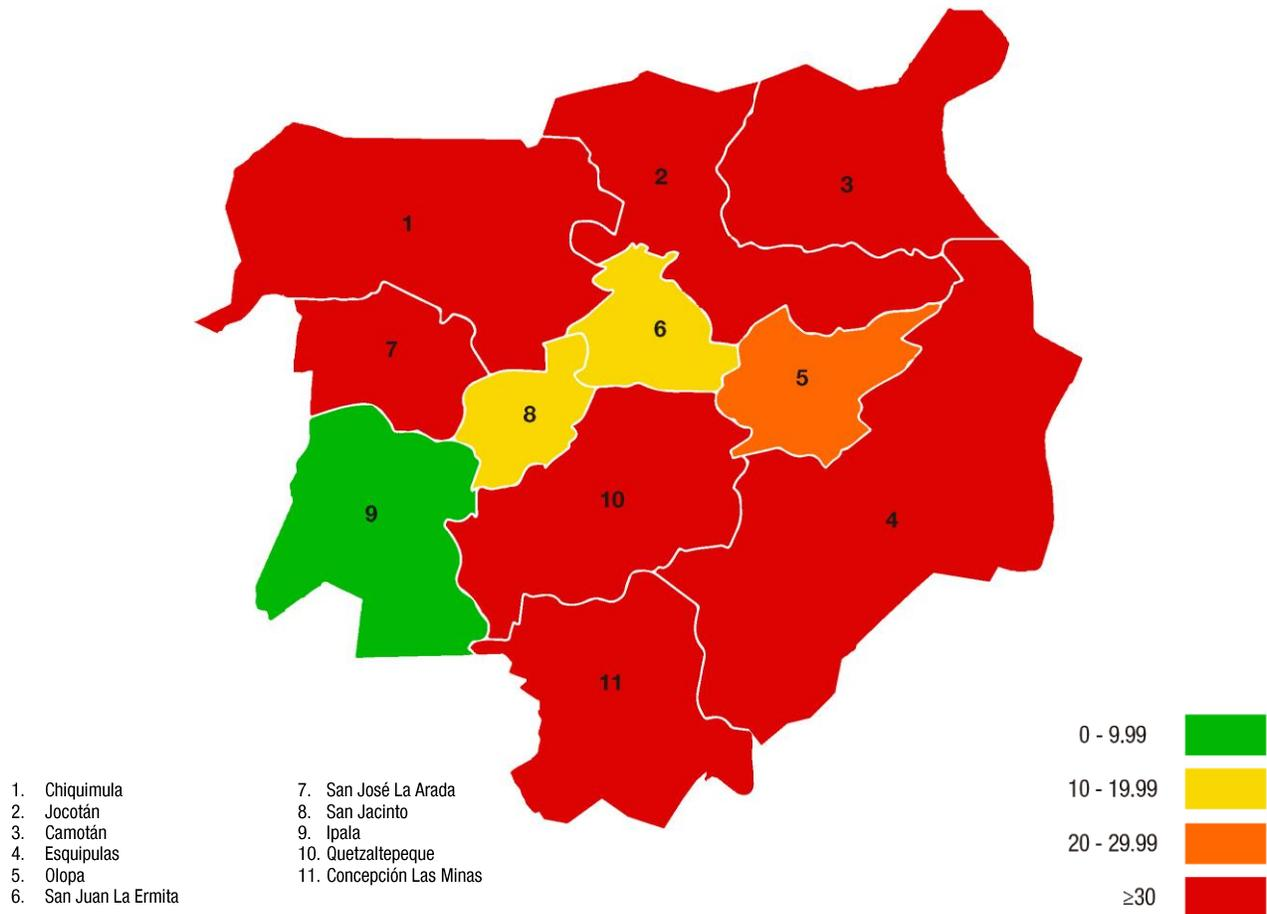 2
3
1
6
7
5
8
10
9
4
11
0 - 9.99
10 - 19.99
20 - 29.99
≥30
1. Chiquimula
2. Jocotán
3. Camotán
4. Esquipulas
5. Olopa
6. San Juan La Ermita
7. San José La Arada
8. San Jacinto
9. Ipala
10. Quetzaltepeque
11. Concepción Las Minas